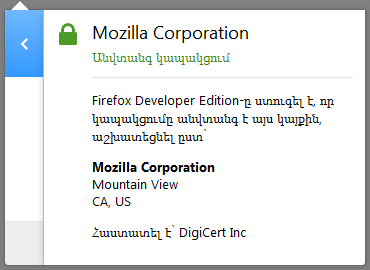 Mozilla Corporation
Անվտանգ կապակցում
Firefox Developer Edition-ը ստուգել է, որ
կապակցումը անվտանգ է այս կայքին,
աշխատեցնել ըստ՝
Mozilla Corporation
Mountain View
CA, US
Հաստատել է՝ DigiCert Inc